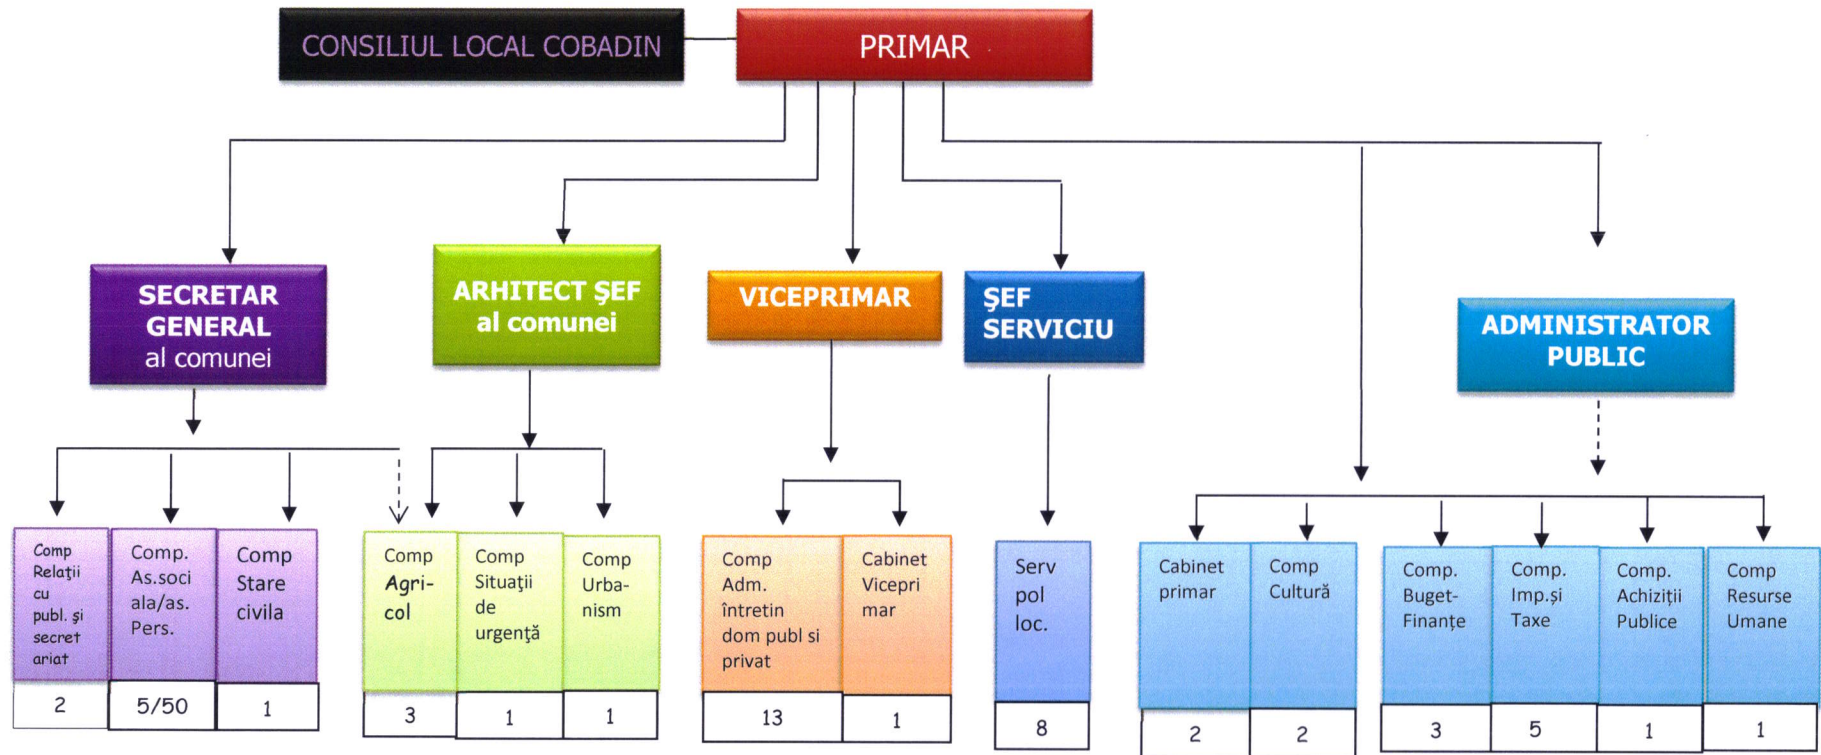 CONSILIUL LOCAL COBADIN
PRIMAR
SECRETAR
GENERAL
al comunei
ARHITECT ŞEF
al comunei
VICEPRIMAR
ŞEF
SERVICIU
ADMINISTRATOR
PUBLIC
Comp
Relaţii
cu
publ. şi
secret
ariat
2
Comp.
As.soci
ala/as.
Pers.
5/50
Comp
Stare
civila
1
Comp
Agri-
col
3
Comp
Situaţii
de
urgenţă
1
Comp
Urba-
nism
1
Comp
Adm.
întretin
dom publ si
privat
13
Cabinet
Vicepri
mar
1
Serv
pol
loc.
8
Cabinet
primar
2
Comp
Cultură
2
Comp.
Buget-
Finanțe
3
Comp.
Imp.și
Taxe
5
Comp.
Achiziții
Publice
1
Comp
Resurse
Umane
1